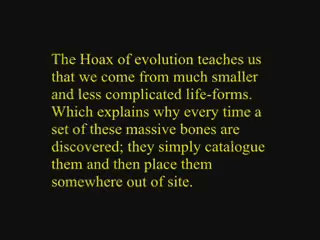 The Hoax of evolution teaches us
that we come from much smaller
and less complicated life-forms.
Which explains why every time a
set of these massive bones are
discovered; they simply catalogue
them and then place them
somewhere out of site.